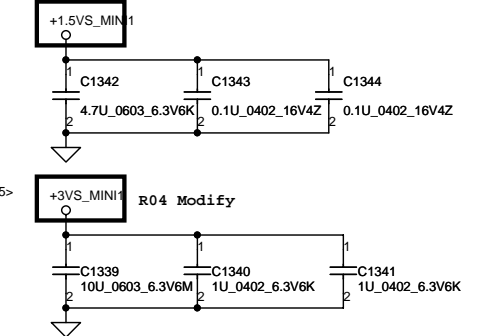 +1.5VS_MINI1
1 1 1
C1342 C1343 C1344
4.7U_0603_6.3V6K 0.1U_0402_16V4Z 0.1U_0402_16V4Z
2 2 2
5>
+3VS_MINI1
R04 Modify
1 1 1
C1339 C1340 C1341
10U_0603_6.3V6M 1U_0402_6.3V6K 1U_0402_6.3V6K
2 2 2